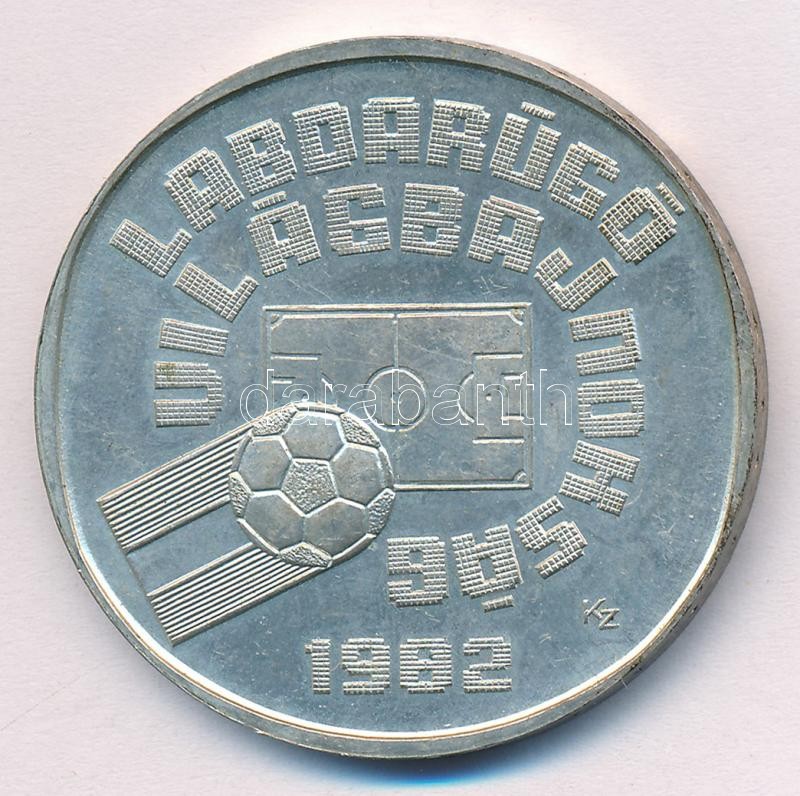 LABDARÚGÓ
VILÁGBAJNOKSÁG
1982
KZ
darabanth